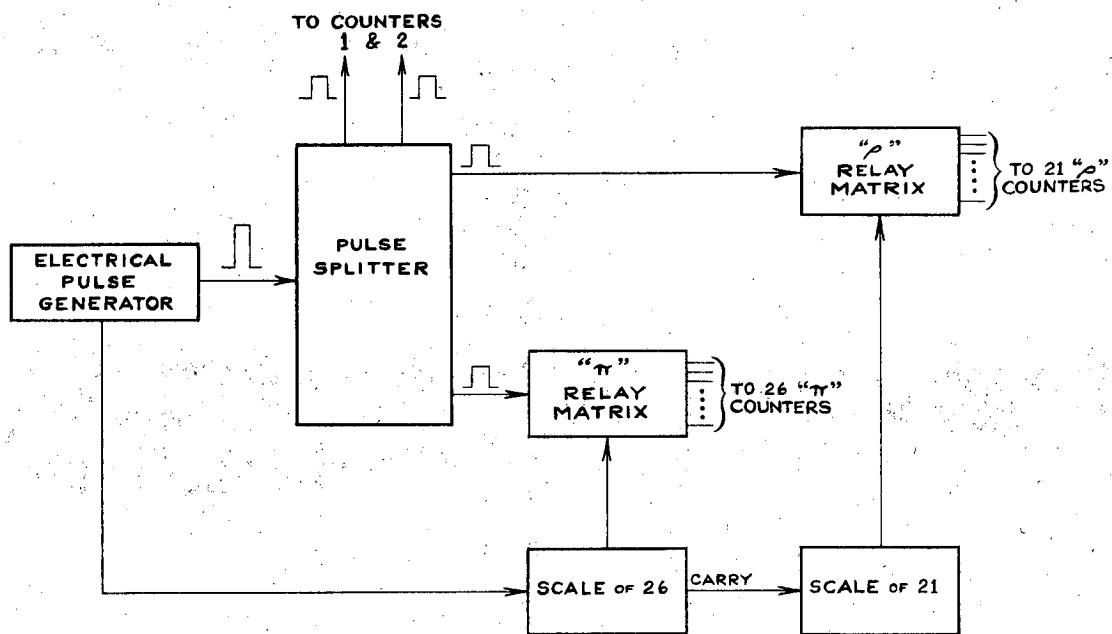 TO COUNTERS
1 & 2
ELECTRICAL
PULSE
GENERATOR
PULSE
SPLITTER
"ρ"
RELAY
MATRIX
TO 21 "ρ"
COUNTERS
"π"
RELAY
MATRIX
TO 26 "π"
COUNTERS
SCALE OF 26
CARRY
SCALE OF 21